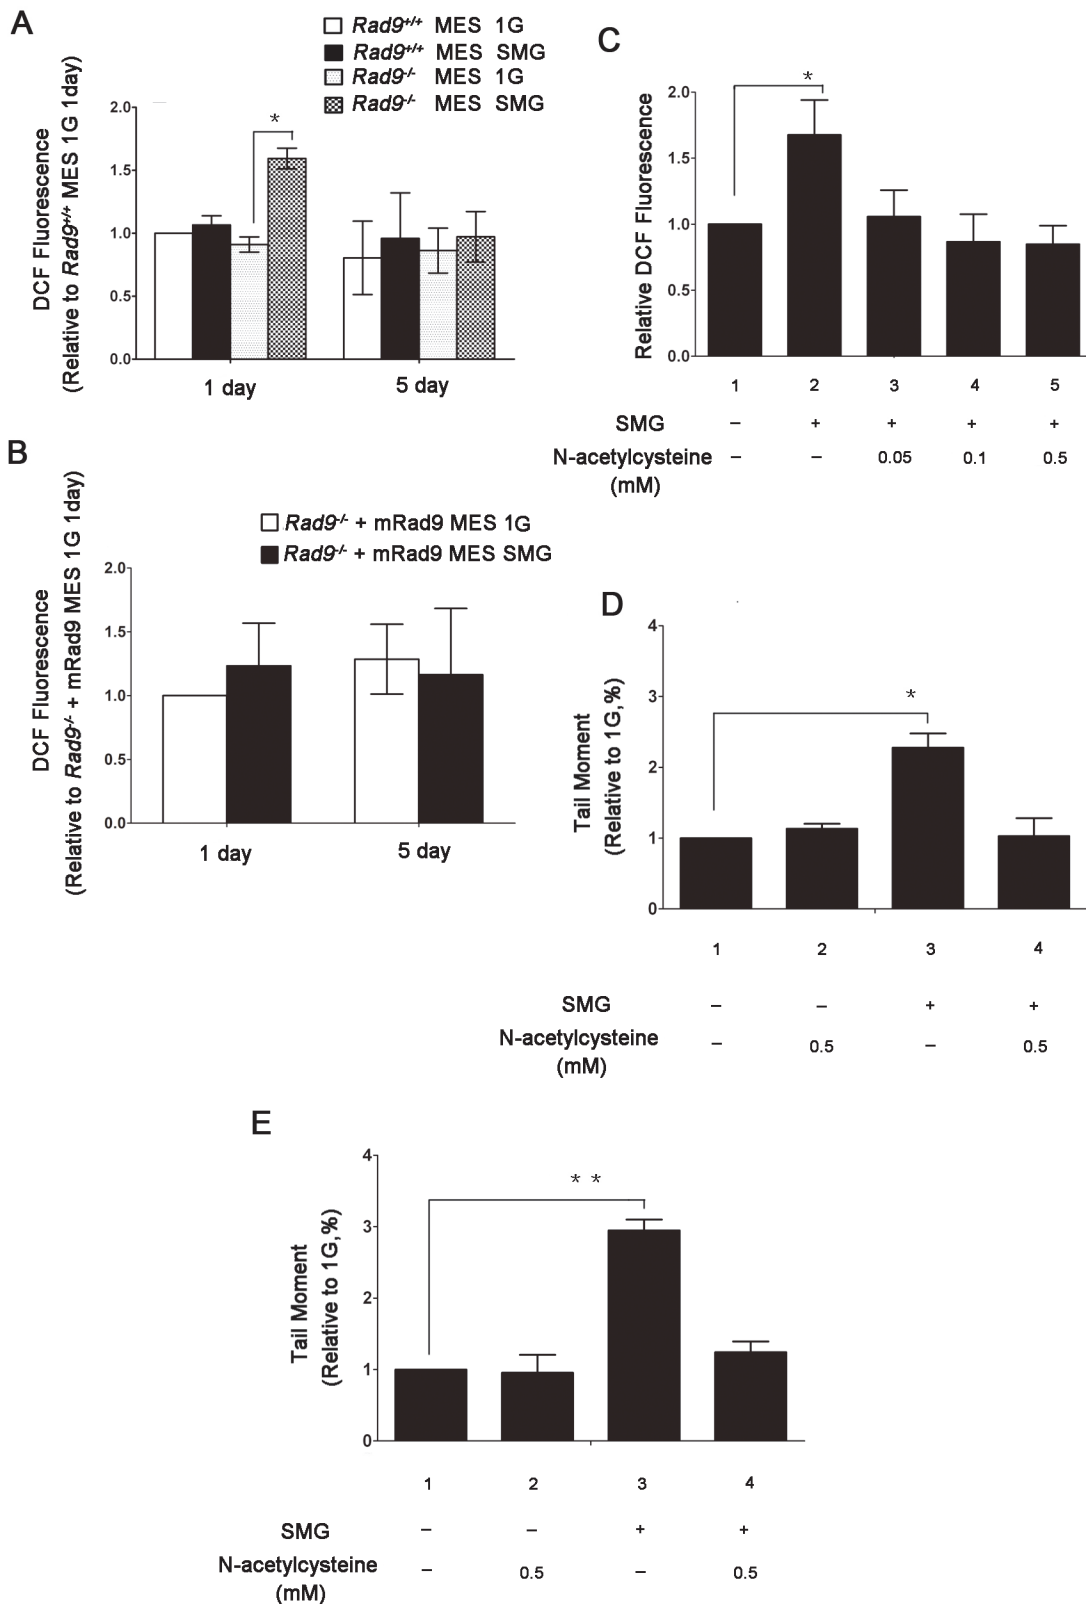 A
Rad9+/+ MES 1G
Rad9+/+ MES SMG
Rad9-/- MES 1G
Rad9-/- MES SMG
DCF Fluorescence
(Relative to Rad9+/+ MES 1G 1day)
2.0
1.5
1.0
0.5
0.0
*
1 day 5 day
B
Rad9-/- + mRad9 MES 1G
Rad9-/- + mRad9 MES SMG
DCF Fluorescence
(Relative to Rad9-/- + mRad9 MES 1G 1day)
2.0
1.5
1.0
0.5
0.0
1 day 5 day
C
Relative DCF Fluorescence
2.0
1.5
1.0
0.5
0.0
*
1 2 3 4 5
SMG – + + + +
N-acetylcysteine – – 0.05 0.1 0.5
(mM)
D
Tail Moment
(Relative to 1G,%)
4
3
2
1
0
*
1 2 3 4
SMG – – + +
N-acetylcysteine – 0.5 – 0.5
(mM)
E
Tail Moment
(Relative to 1G,%)
4
3
2
1
0
* *
1 2 3 4
SMG – – + +
N-acetylcysteine – 0.5 – 0.5
(mM)